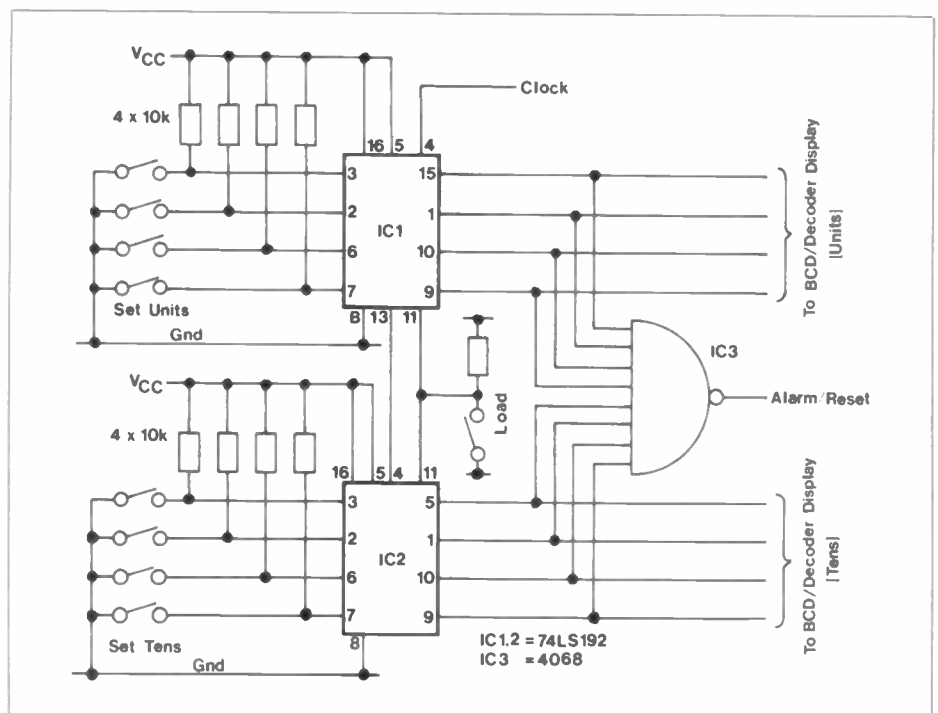 VCC
Clock
4 x 10k
16 5 4
3 15
2 1
IC1
6 10
7 9
Set Units
8 13 11
Gnd
To BCD/Decoder Display
[Units]
IC3
Alarm/Reset
Load
VCC
4 x 10k
16 5 4 11
3 5
2 1
IC2
6 10
7 9
Set Tens
8
Gnd
To BCD/Decoder Display
[Tens]
IC1.2 = 74LS192
IC3 = 4068